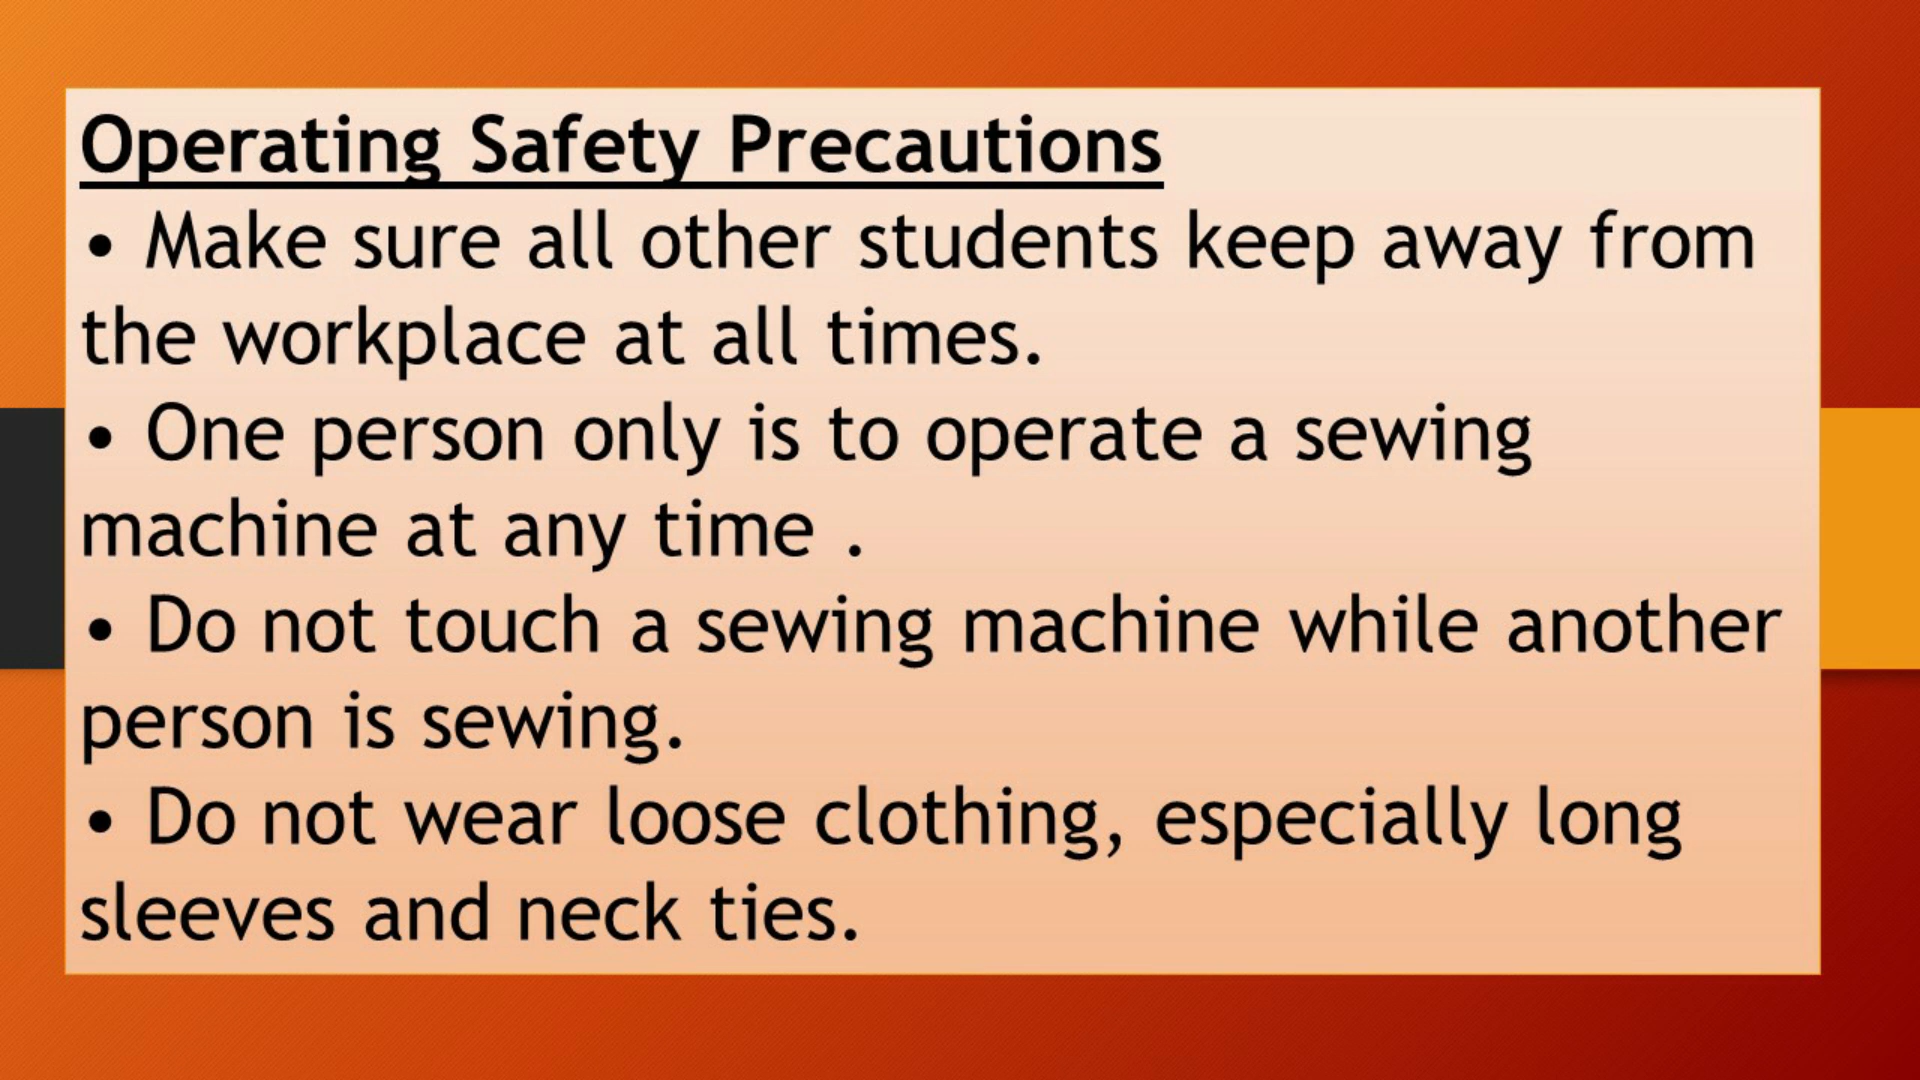 Operating Safety Precautions
• Make sure all other students keep away from
the workplace at all times.
• One person only is to operate a sewing
machine at any time .
• Do not touch a sewing machine while another
person is sewing.
• Do not wear loose clothing, especially long
sleeves and neck ties.